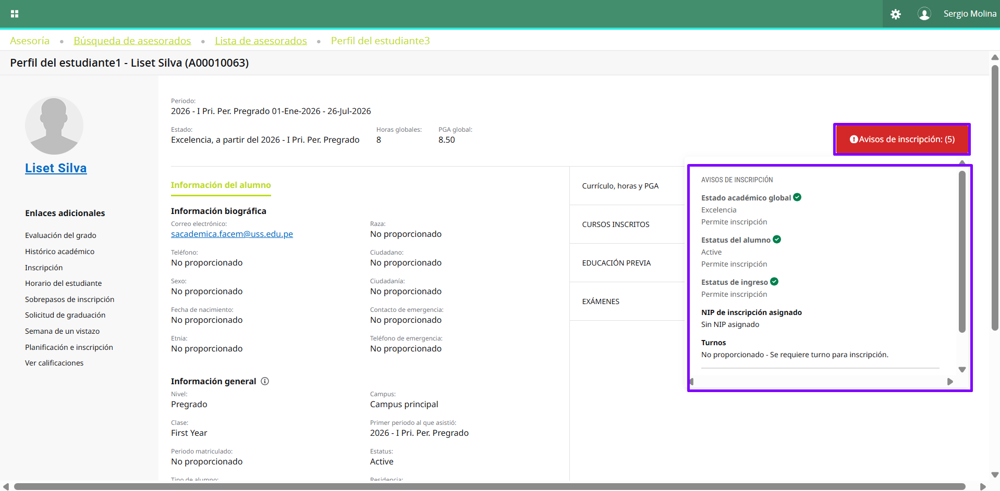 Sergio Molina
Asesoría • Búsqueda de asesorados • Lista de asesorados • Perfil del estudiante3
Perfil del estudiante1 - Liset Silva (A00010063)
Liset Silva
Enlaces adicionales
Evaluación del grado
Histórico académico
Inscripción
Horario del estudiante
Sobrepasos de inscripción
Solicitud de graduación
Semana de un vistazo
Planificación e inscripción
Ver calificaciones
Periodo:
2026 - I Pri. Per. Pregrado 01-Ene-2026 - 26-Jul-2026
Estado: Horas globales: PGA global:
Excelencia, a partir del 2026 - I Pri. Per. Pregrado 8 8.50
Avisos de inscripción: (5)
Información del alumno
Información biográfica
Correo electrónico: Raza:
sacademica.facem@uss.edu.pe No proporcionado
Teléfono: Ciudadano:
No proporcionado No proporcionado
Sexo: Ciudadanía:
No proporcionado No proporcionado
Fecha de nacimiento: Contacto de emergencia:
No proporcionado No proporcionado
Etnia: Teléfono de emergencia:
No proporcionado No proporcionado
Información general
Nivel: Campus:
Pregrado Campus principal
Clase: Primer periodo al que asistió:
First Year 2026 - I Pri. Per. Pregrado
Periodo matriculado: Estatus:
No proporcionado Active
Tipo de alumno: Residencia:
Currículo, horas y PGA
CURSOS INSCRITOS
EDUCACIÓN PREVIA
EXÁMENES
AVISOS DE INSCRIPCIÓN
Estado académico global
Excelencia
Permite inscripción
Estatus del alumno
Active
Permite inscripción
Estatus de ingreso
Permite inscripción
NIP de inscripción asignado
Sin NIP asignado
Turnos
No proporcionado - Se requiere turno para inscripción.